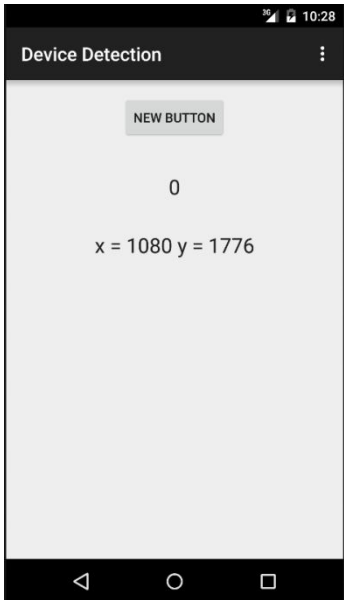 3G 10:28
Device Detection
NEW BUTTON
0
x = 1080 y = 1776